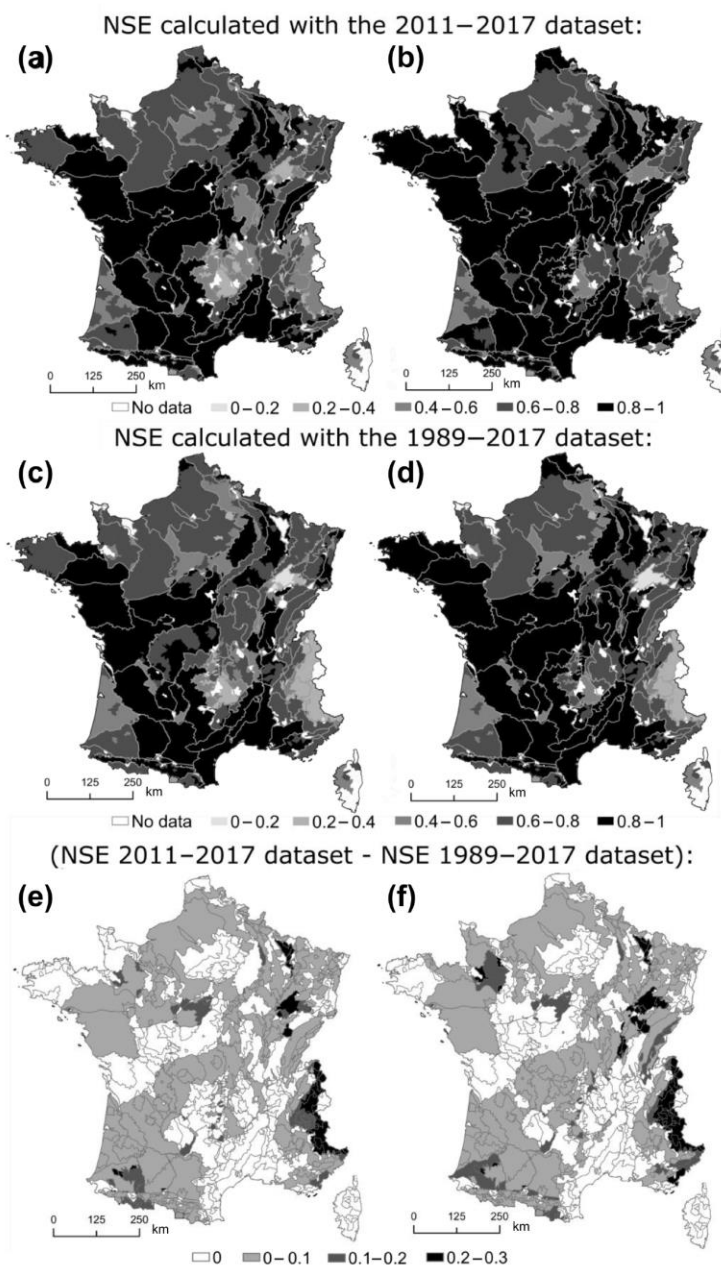 NSE calculated with the 2011−2017 dataset:
(a) (b)
0 125 250 km 0 125 250 km
No data 0−0.2 0.2−0.4 0.4−0.6 0.6−0.8 0.8−1
NSE calculated with the 1989−2017 dataset:
(c) (d)
0 125 250 km 0 125 250 km
No data 0−0.2 0.2−0.4 0.4−0.6 0.6−0.8 0.8−1
(NSE 2011–2017 dataset - NSE 1989−2017 dataset):
(e) (f)
0 125 250 km 0 125 250 km
0 0−0.1 0.1−0.2 0.2−0.3